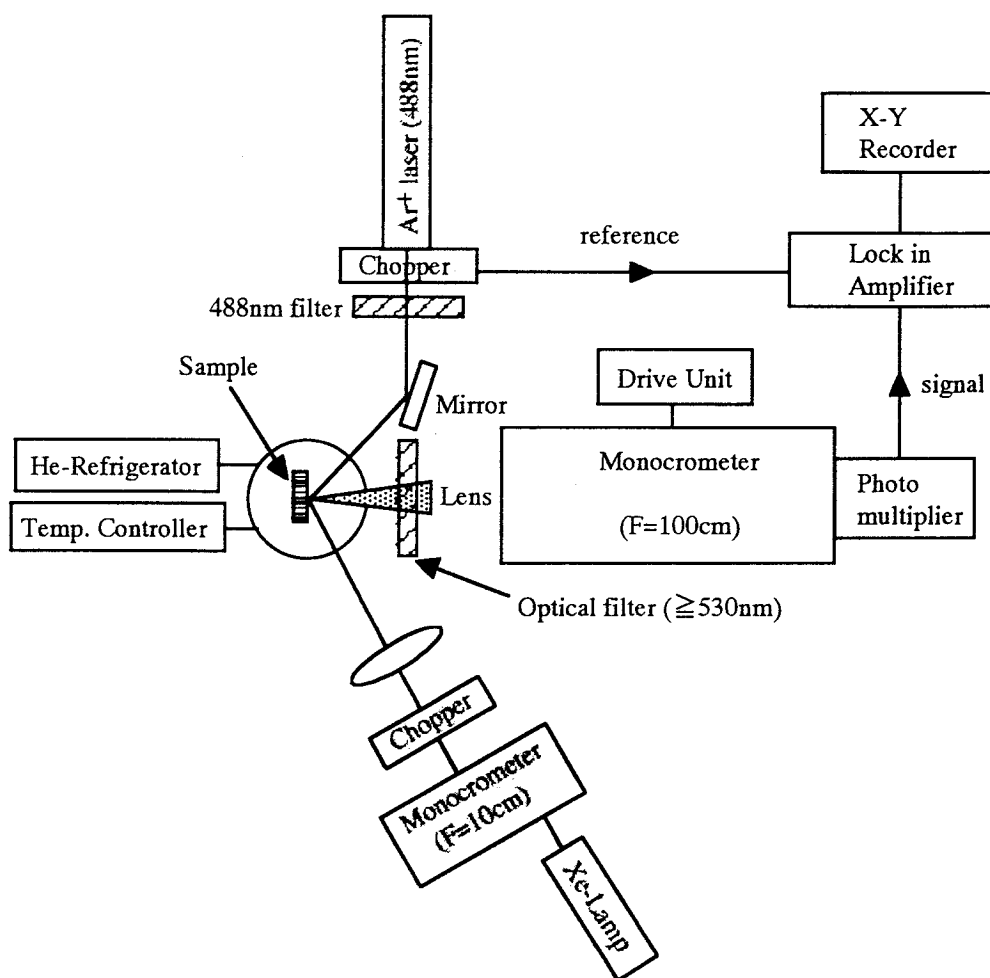 Ar+ laser (488nm)
X-Y
Recorder
Chopper
reference
Lock in
Amplifier
488nm filter
Sample
Mirror
Drive Unit
signal
He-Refrigerator
Temp. Controller
Lens
Monocrometer
(F=100cm)
Photo
multiplier
Optical filter (≧530nm)
Chopper
Monocrometer
(F=10cm)
Xe-Lamp